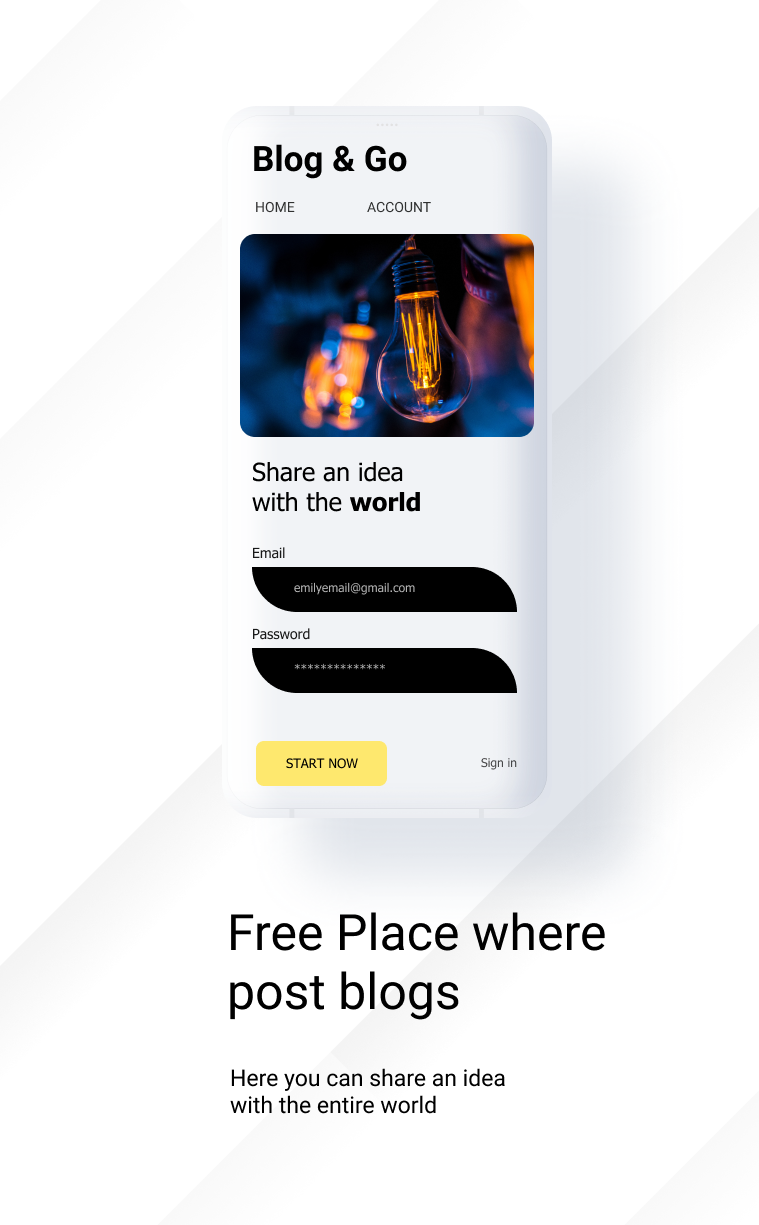 Blog & Go
HOME ACCOUNT
Share an idea
with the world
Email
emilyemail@gmail.com
Password
**************
START NOW Sign in
Free Place where
post blogs
Here you can share an idea
with the entire world